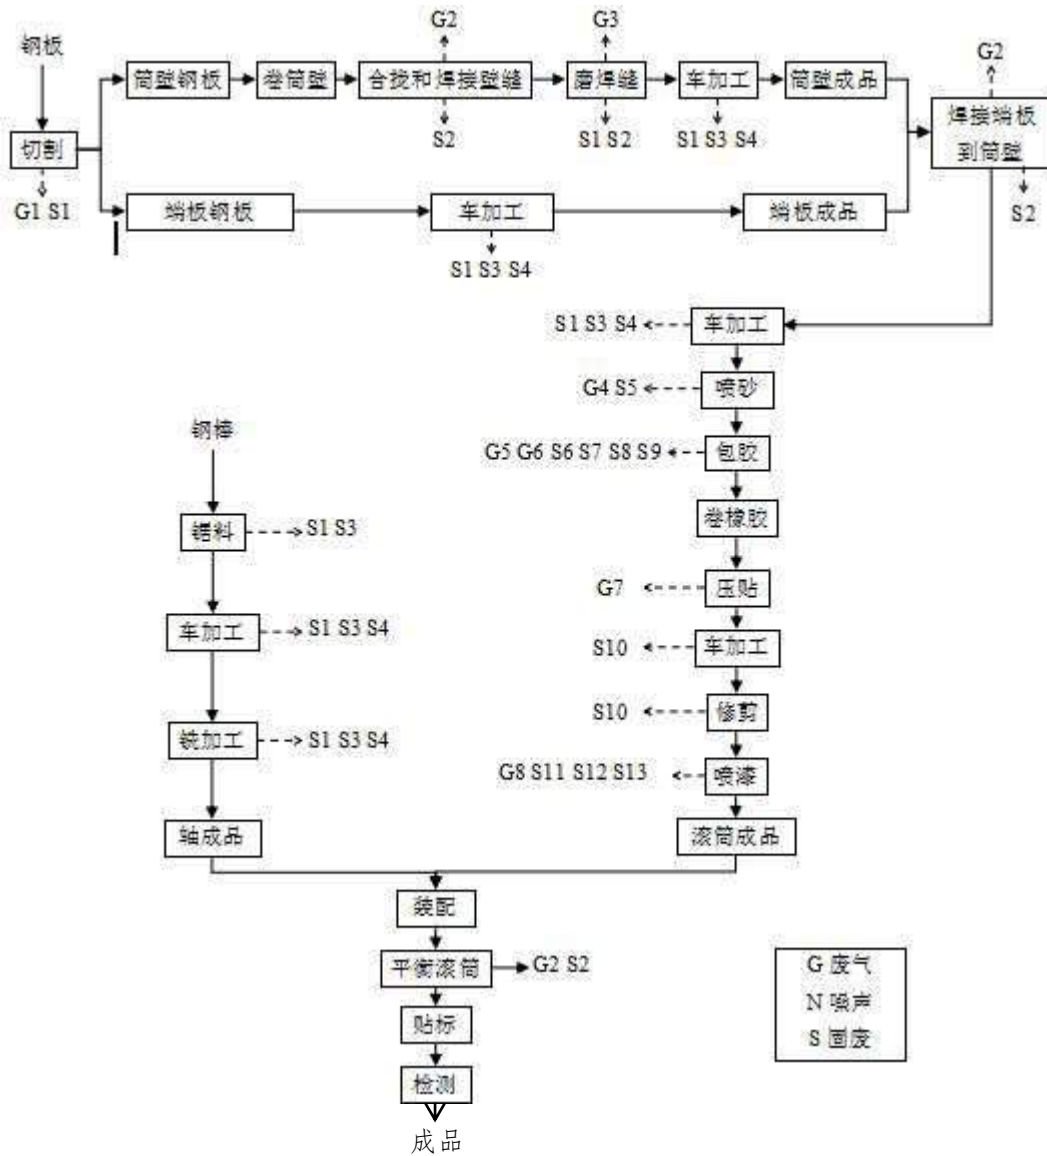 钢板
切割
G1 S1
筒壁钢板
卷筒壁
合拢和焊接壁缝
G2
S2
磨焊缝
G3
S1 S2
车加工
S1 S3 S4
筒壁成品
端板钢板
车加工
S1 S3 S4
端板成品
G2
焊接端板
到筒壁
S2
车加工
S1 S3 S4
喷砂
G4 S5
包胶
G5 G6 S6 S7 S8 S9
卷橡胶
压贴
G7
车加工
S10
修剪
S10
喷漆
G8 S11 S12 S13
滚筒成品
钢棒
锯料
S1 S3
车加工
S1 S3 S4
铣加工
S1 S3 S4
轴成品
装配
平衡滚筒
G2 S2
贴标
检测
成品
G 废气
N 噪声
S 固废